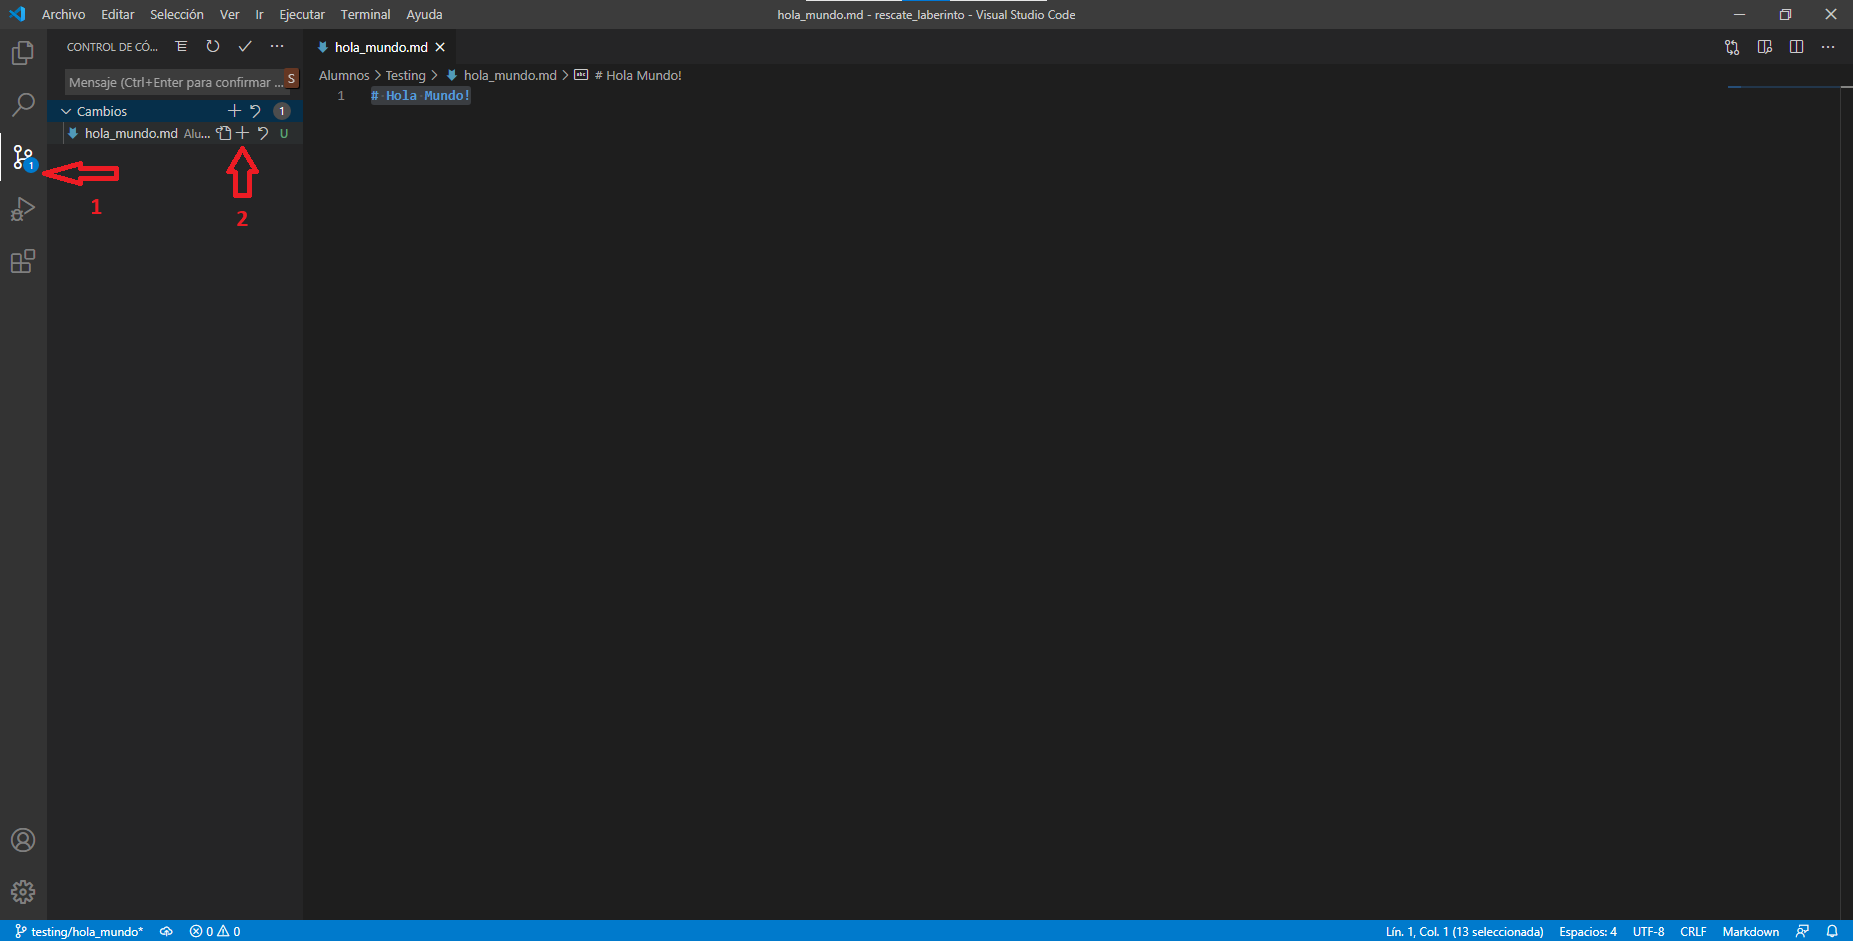 Archivo Editar Selección Ver Ir Ejecutar Terminal Ayuda
hola_mundo.md - rescate_laberinto - Visual Studio Code
CONTROL DE CÓ...
Mensaje (Ctrl+Enter para confirmar ...
S
Cambios
1
hola_mundo.md Alu...
U
1
1
2
hola_mundo.md
Alumnos > Testing > hola_mundo.md > abc # Hola Mundo!
1 # Hola Mundo!
testing/hola_mundo* 0 0
Lín. 1, Col. 1 (13 seleccionada) Espacios: 4 UTF-8 CRLF Markdown